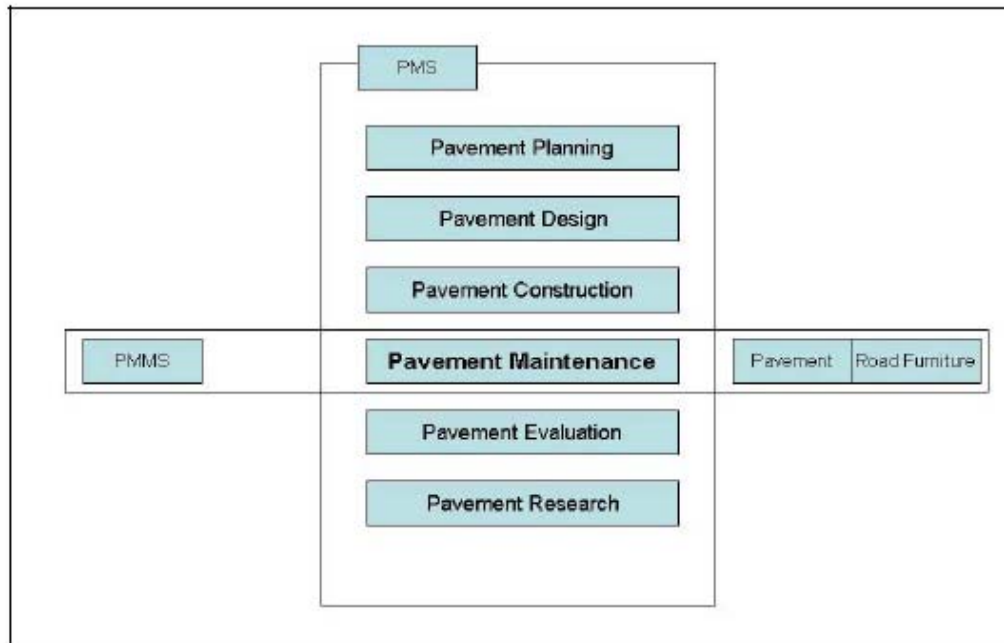 PMS
Pavement Planning
Pavement Design
Pavement Construction
PMMS
Pavement Maintenance
Pavement
Road Furniture
Pavement Evaluation
Pavement Research